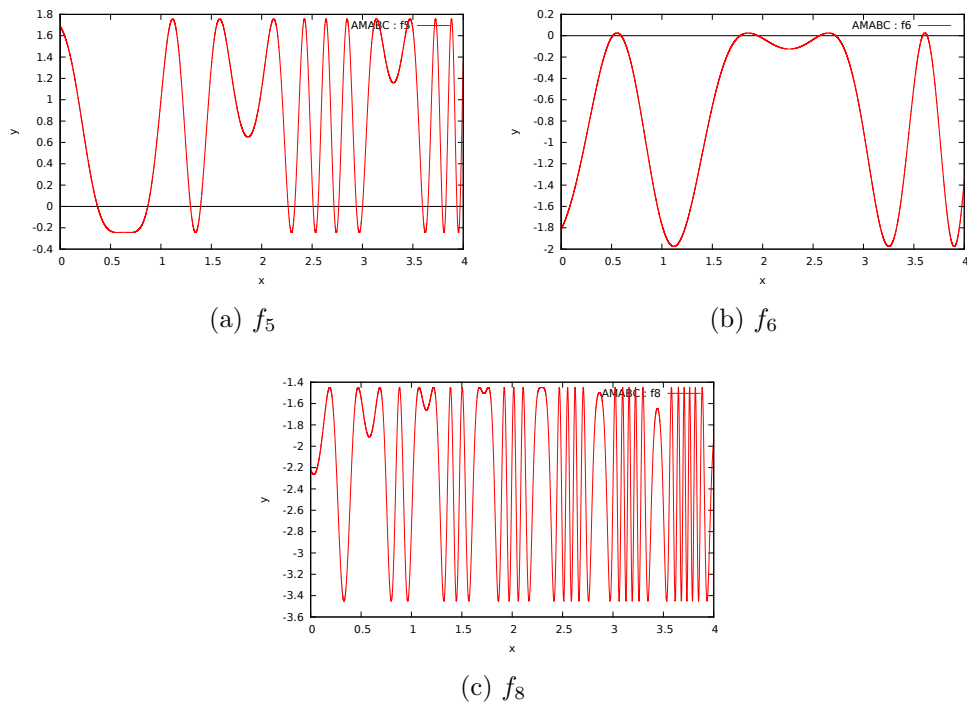 1.8
1.6
1.4
1.2
1
0.8
0.6
0.4
0.2
0
-0.2
-0.4
y
AMABC : f5
0 0.5 1 1.5 2 2.5 3 3.5 4
x
(a) f5
0.2
0
-0.2
-0.4
-0.6
-0.8
-1
-1.2
-1.4
-1.6
-1.8
-2
y
AMABC : f6
0 0.5 1 1.5 2 2.5 3 3.5 4
x
(b) f6
-1.4
-1.6
-1.8
-2
-2.2
-2.4
-2.6
-2.8
-3
-3.2
-3.4
-3.6
y
AMABC : f8
0 0.5 1 1.5 2 2.5 3 3.5 4
x
(c) f8